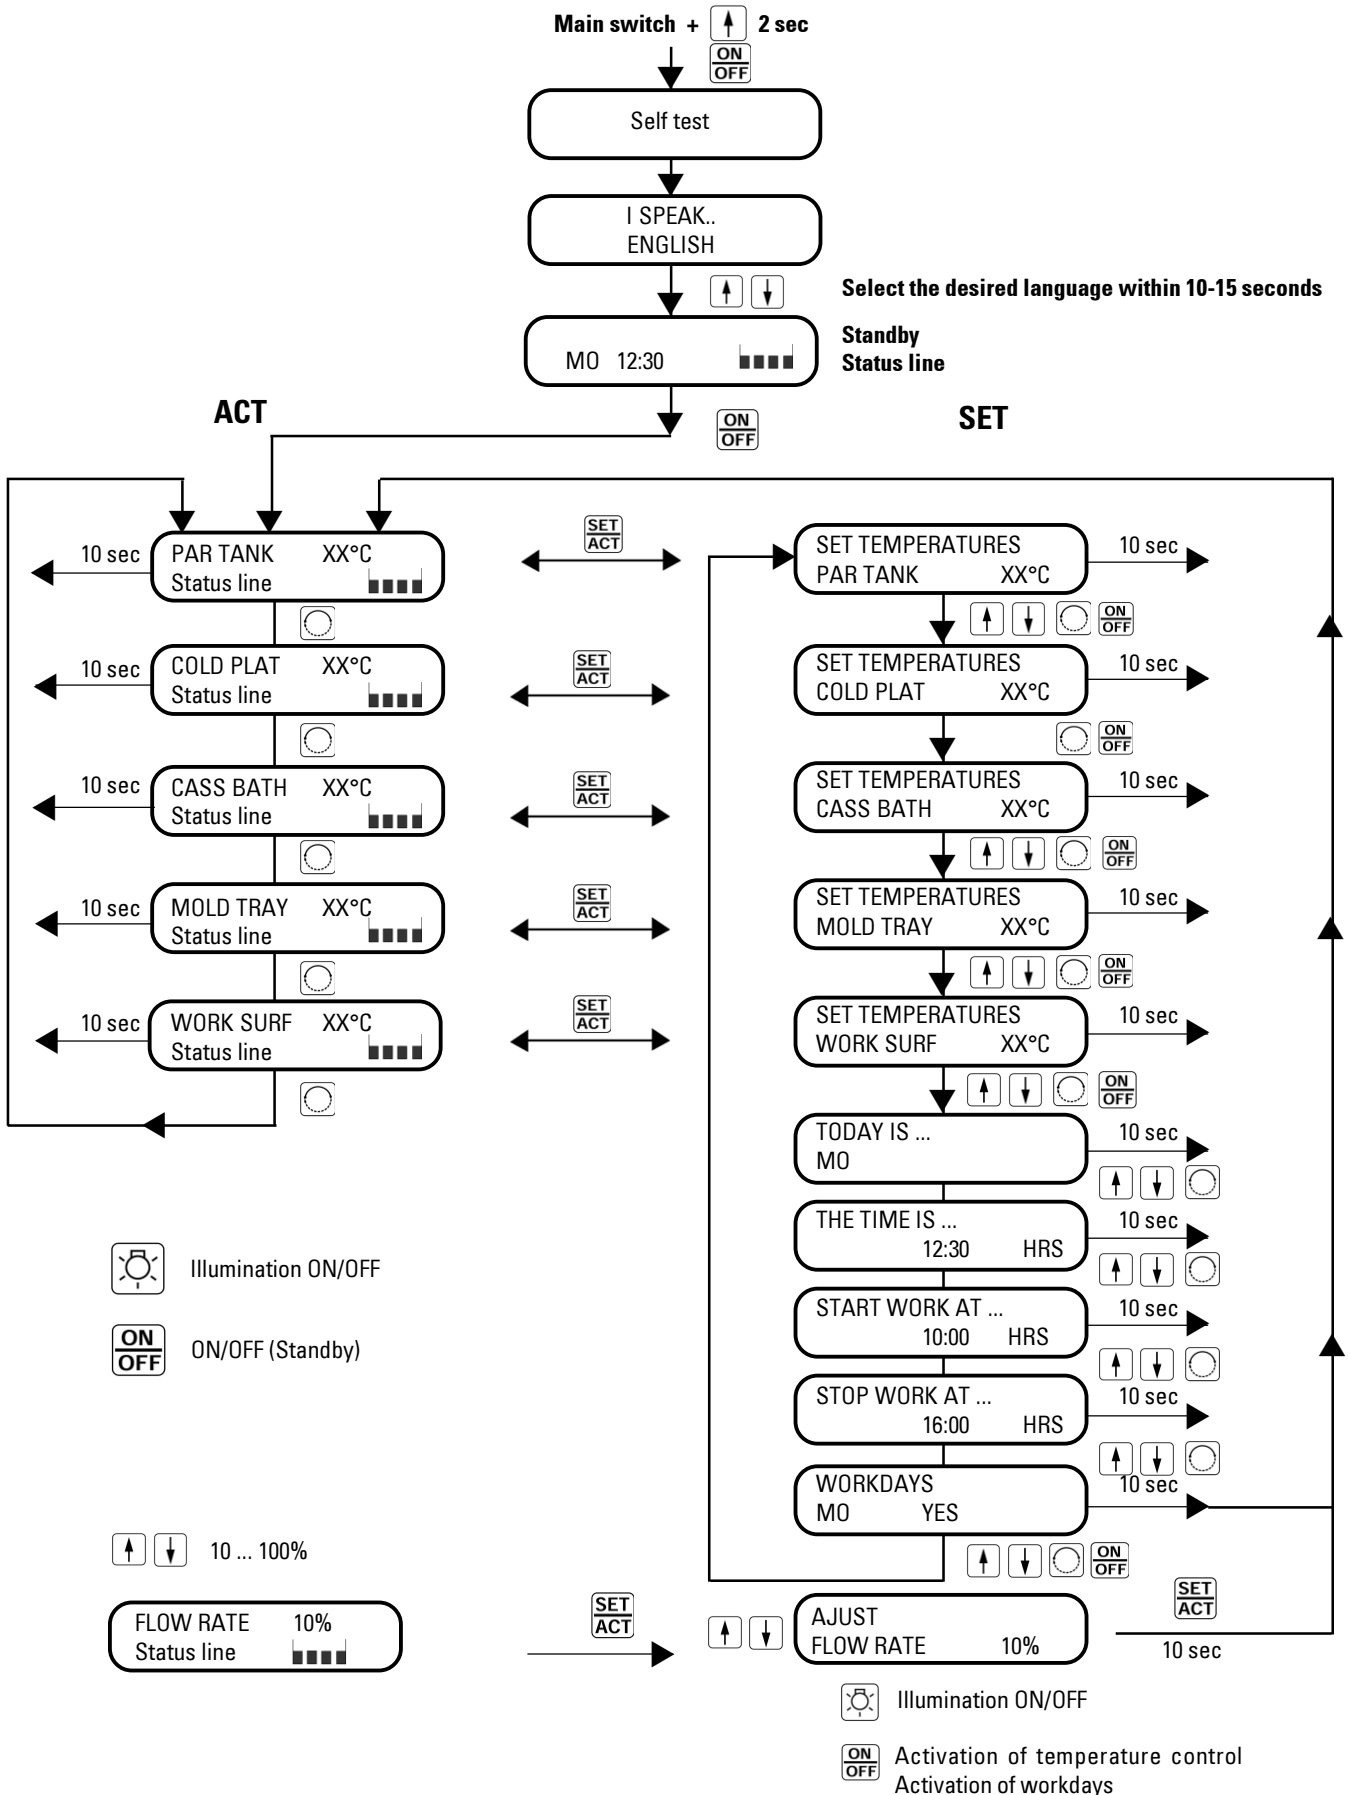 Main switch + 2 sec
ON
OFF
Self test
I SPEAK..
ENGLISH
Select the desired language within 10-15 seconds
MO 12:30
Standby
Status line
ON
OFF
ACT
SET
PAR TANK XX°C
Status line
10 sec
SET
ACT
SET TEMPERATURES
PAR TANK XX°C
10 sec
ON
OFF
COLD PLAT XX°C
Status line
10 sec
SET
ACT
SET TEMPERATURES
COLD PLAT XX°C
10 sec
ON
OFF
CASS BATH XX°C
Status line
10 sec
SET
ACT
SET TEMPERATURES
CASS BATH XX°C
10 sec
ON
OFF
MOLD TRAY XX°C
Status line
10 sec
SET
ACT
SET TEMPERATURES
MOLD TRAY XX°C
10 sec
ON
OFF
WORK SURF XX°C
Status line
10 sec
SET
ACT
SET TEMPERATURES
WORK SURF XX°C
10 sec
ON
OFF
TODAY IS ...
MO
10 sec
THE TIME IS ...
12:30 HRS
10 sec
START WORK AT ...
10:00 HRS
10 sec
STOP WORK AT ...
16:00 HRS
10 sec
WORKDAYS
MO YES
10 sec
ON
OFF
Illumination ON/OFF
ON
OFF
ON/OFF (Standby)
10 ... 100%
FLOW RATE 10%
Status line
SET
ACT
AJUST
FLOW RATE 10%
SET
ACT
10 sec
Illumination ON/OFF
ON
OFF
Activation of temperature control
Activation of workdays